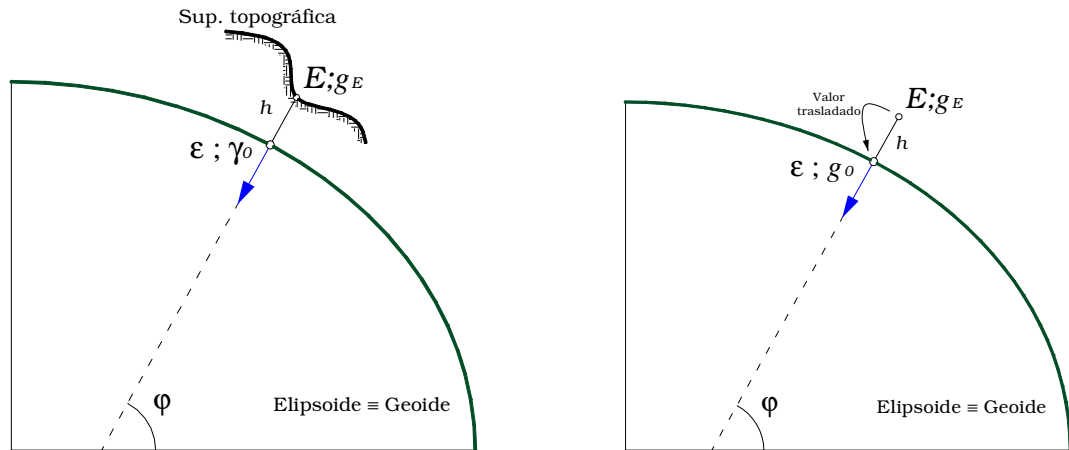 Sup. topográfica
E;gE
h
ε ; γ0
φ
Elipsoide ≡ Geoide
Valor
trasladado
E;gE
h
ε ; g0
φ
Elipsoide ≡ Geoide